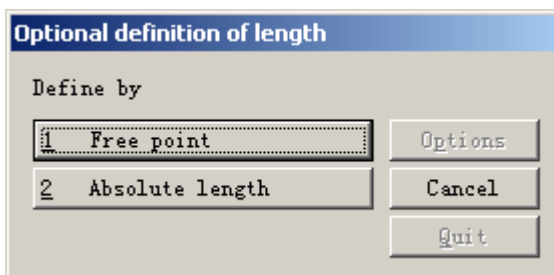 Optional definition of length
Define by
1 Free point
Options
2 Absolute length
Cancel
Quit